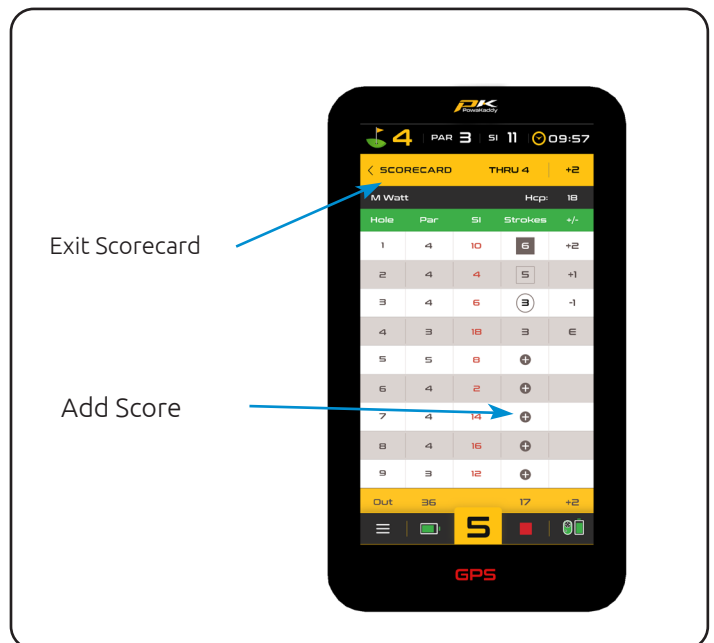 PK
PowaKaddy
4 PAR 3 SI 11 09:57
< SCORECARD THRU 4 +2
M Watt Hcp: 18
Hole Par SI Strokes +/-
1 4 10 6 +2
2 4 4 5 +1
3 4 6 3 -1
4 3 18 3 E
5 5 8
6 4 2
7 4 14
8 4 16
9 3 12
Out 36 17 +2
5
GPS
Exit Scorecard
Add Score